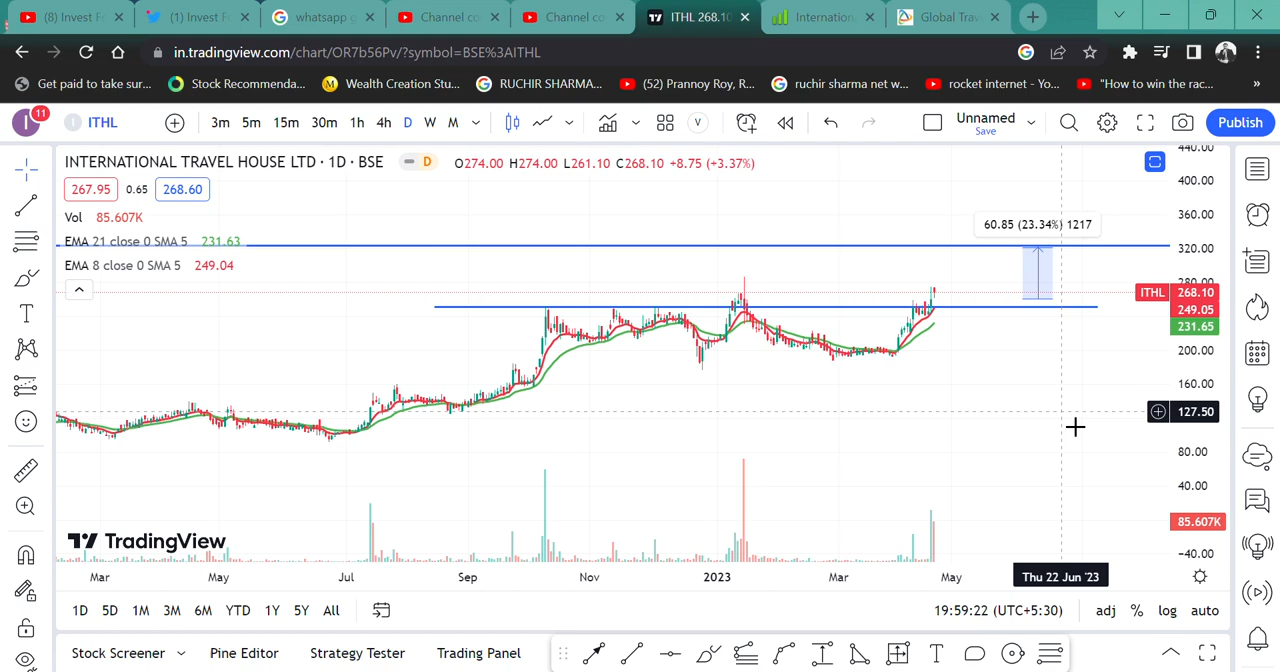 (8) Invest Fr
(1) Invest Fo
whatsapp g
Channel co
Channel co
ITHL 268.10
Internation
Global Trav
in.tradingview.com/chart/OR7b56Pv/?symbol=BSE%3AITHL
Get paid to take sur...
Stock Recommenda...
Wealth Creation Stu...
RUCHIR SHARMA...
(52) Prannoy Roy, R...
ruchir sharma net w...
rocket internet - Yo...
"How to win the rac...
»
I
11
I
ITHL
3m 5m 15m 30m 1h 4h D W M
V
Unnamed
Save
Publish
INTERNATIONAL TRAVEL HOUSE LTD · 1D · BSE
D
O274.00 H274.00 L261.10 C268.10 +8.75 (+3.37%)
267.95
0.65
268.60
Vol 85.607K
EMA 21 close 0 SMA 5 231.63
EMA 8 close 0 SMA 5 249.04
60.85 (23.34%) 1217
440.00
400.00
360.00
320.00
280.00
ITHL 268.10
249.05
231.65
200.00
160.00
127.50
80.00
40.00
85.607K
−40.00
TradingView
Mar
May
Jul
Sep
Nov
2023
Mar
May
Thu 22 Jun '23
1D 5D 1M 3M 6M YTD 1Y 5Y All
19:59:22 (UTC+5:30)
adj % log auto
Stock Screener
Pine Editor
Strategy Tester
Trading Panel